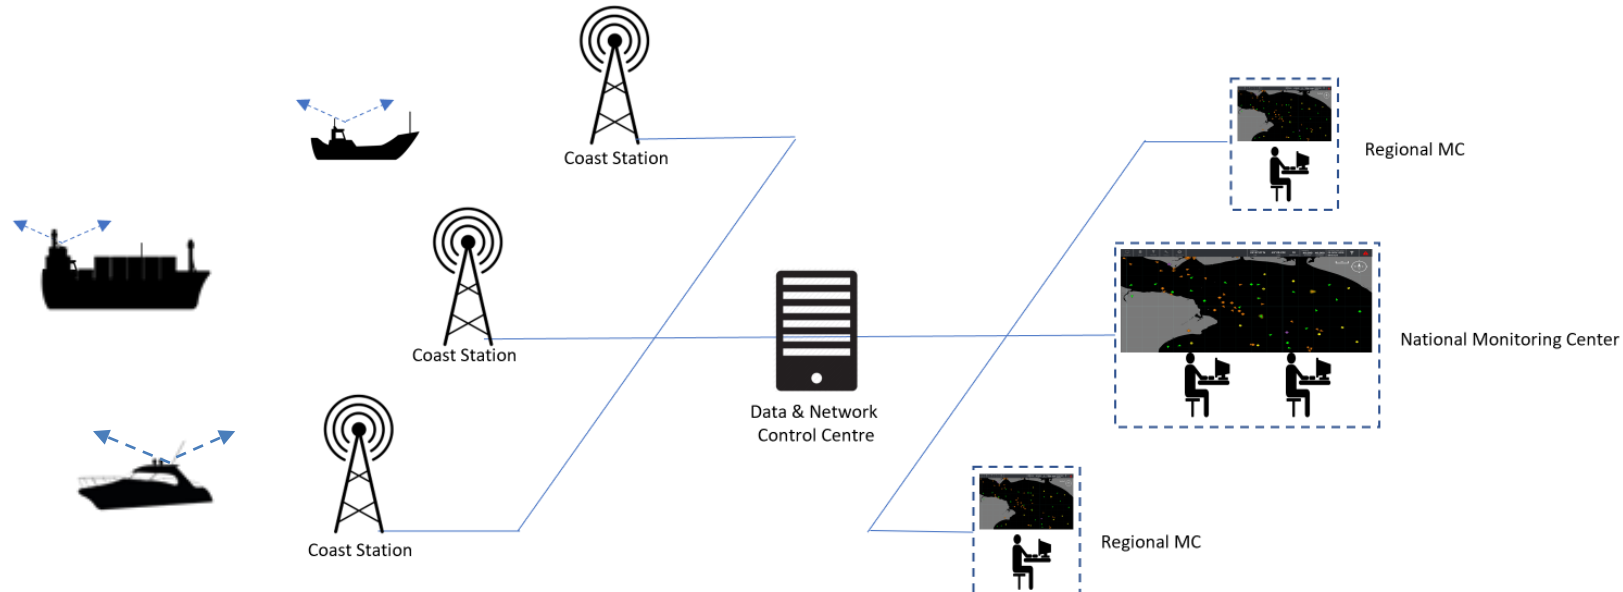 Coast Station
Regional MC
Coast Station
National Monitoring Center
Data & Network
Control Centre
Coast Station
Regional MC